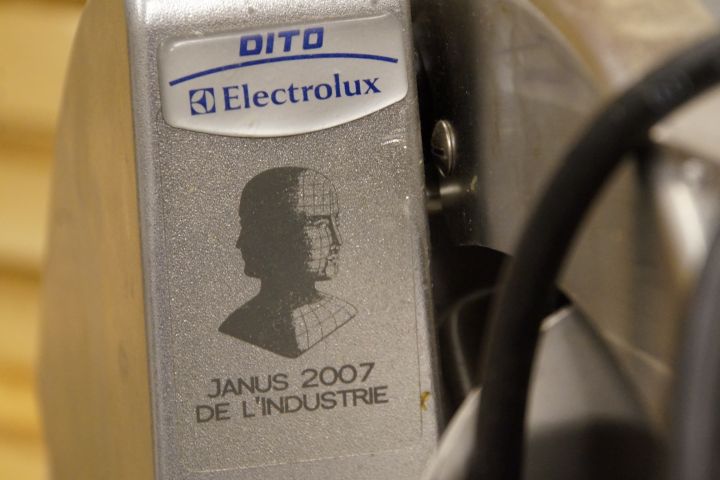 DITO
Electrolux
JANUS 2007
DE L'INDUSTRIE